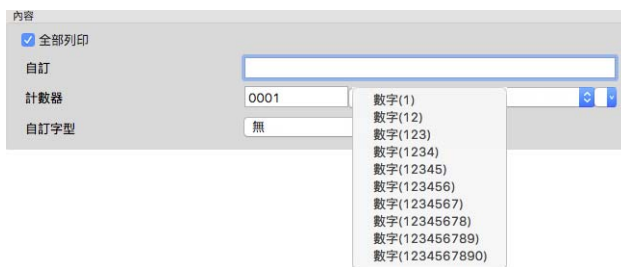 內容
全部列印
自訂
計數器
0001
自訂字型
無
數字(1)
數字(12)
數字(123)
數字(1234)
數字(12345)
數字(123456)
數字(1234567)
數字(12345678)
數字(123456789)
數字(1234567890)